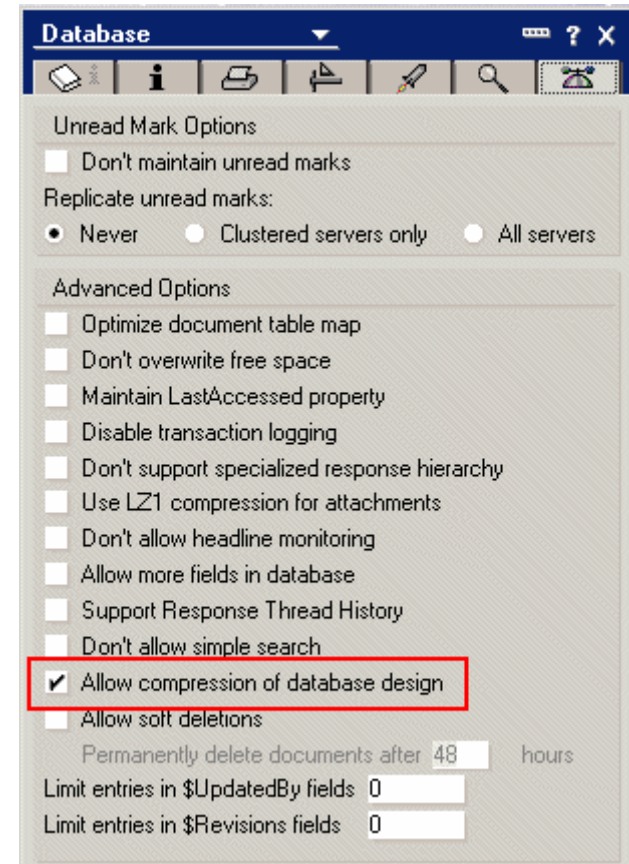 Database
Unread Mark Options
Don't maintain unread marks
Replicate unread marks:
Never Clustered servers only All servers
Advanced Options
Optimize document table map
Don't overwrite free space
Maintain LastAccessed property
Disable transaction logging
Don't support specialized response hierarchy
Use LZ1 compression for attachments
Don't allow headline monitoring
Allow more fields in database
Support Response Thread History
Don't allow simple search
Allow compression of database design
Allow soft deletions
Permanently delete documents after 48 hours
Limit entries in $UpdatedBy fields 0
Limit entries in $Revisions fields 0